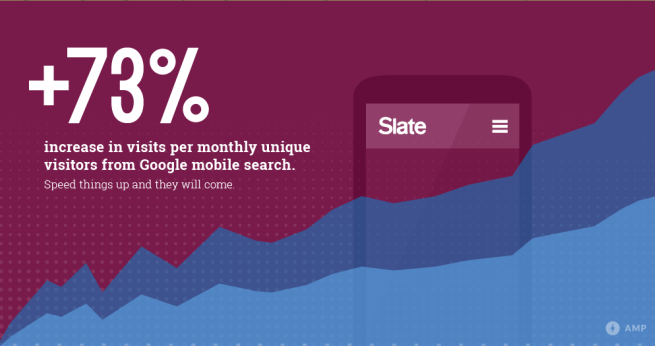 +73%
increase in visits per monthly unique
visitors from Google mobile search.
Speed things up and they will come.
Slate
AMP